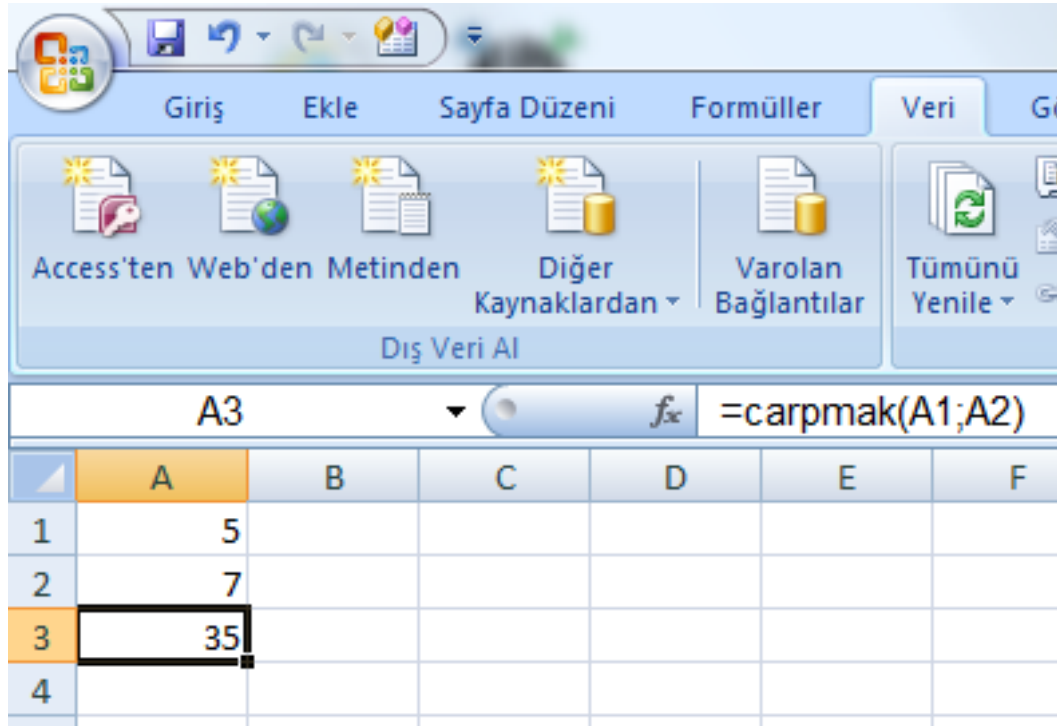 Giriş Ekle Sayfa Düzeni Formüller Veri
Access'ten Web'den Metinden Diğer Kaynaklardan Varolan Bağlantılar Tümünü Yenile
Dış Veri Al
A3 fx =carpmak(A1;A2)
A B C D E F
1 5
2 7
3 35
4